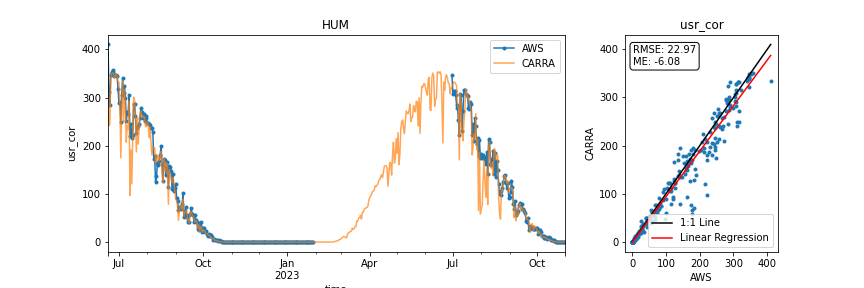 HUM
usr_cor
400
300
200
100
0
usr_cor
AWS
CARRA
Jul
Oct
Jan
2023
Apr
Jul
Oct
time
usr_cor
400
300
200
100
0
CARRA
RMSE: 22.97
ME: -6.08
1:1 Line
Linear Regression
0
100
200
300
400
AWS